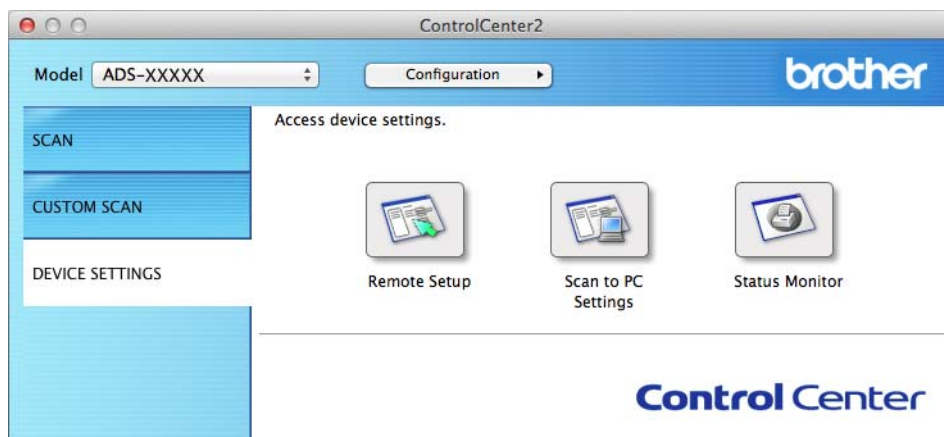 ControlCenter2
Model ADS-XXXXX Configuration brother
SCAN
CUSTOM SCAN
DEVICE SETTINGS
Access device settings.
Remote Setup
Scan to PC
Settings
Status Monitor
Control Center